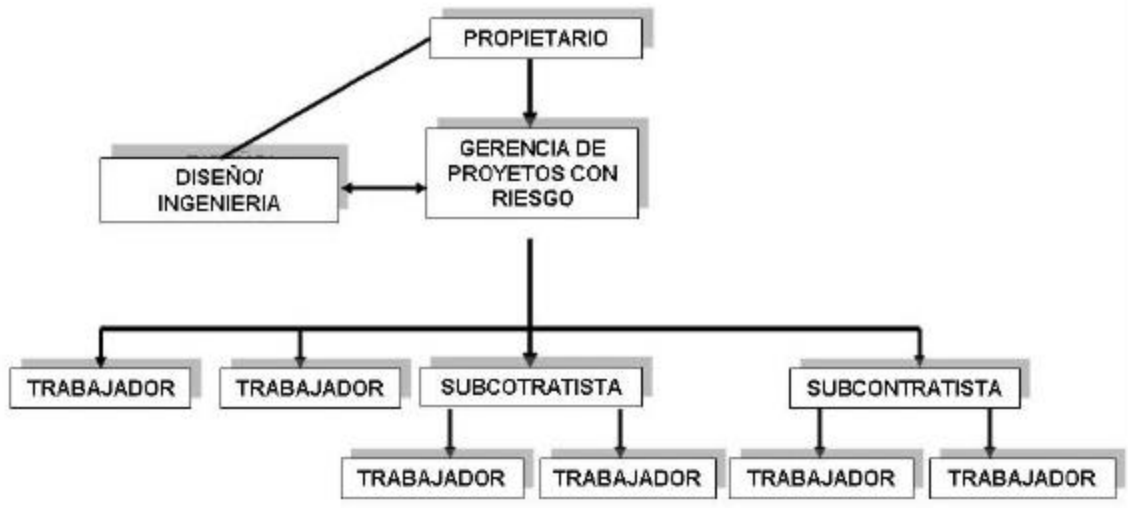 PROPIETARIO
GERENCIA DE
PROYETOS CON
RIESGO
DISEÑO/
INGENIERIA
TRABAJADOR
TRABAJADOR
SUBCOTRATISTA
SUBCONTRATISTA
TRABAJADOR
TRABAJADOR
TRABAJADOR
TRABAJADOR